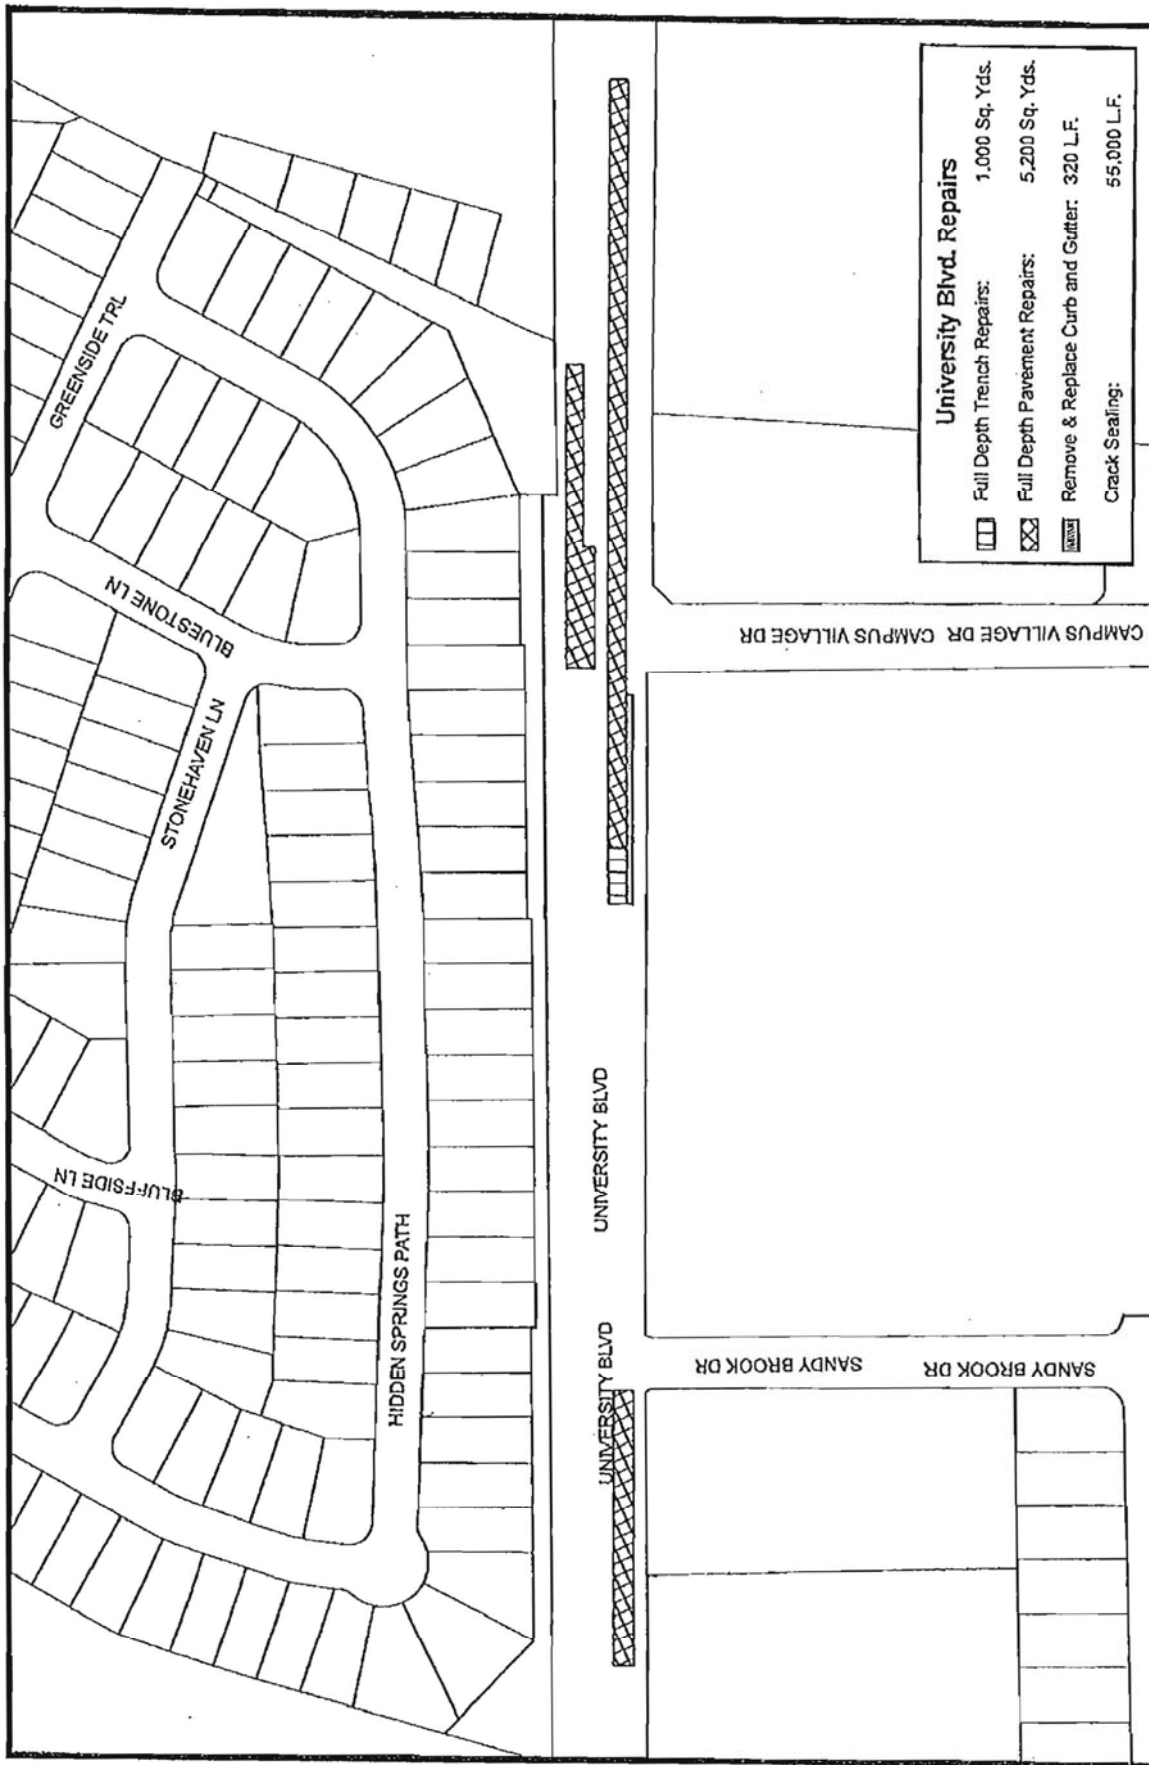 GREENSIDE TRL
BLUESTONE LN
STONEHAVEN LN
BLUFFSIDE LN
HIDDEN SPRINGS PATH
UNIVERSITY BLVD
UNIVERSITY BLVD
SANDY BROOK DR
SANDY BROOK DR
CAMPUS VILLAGE DR
CAMPUS VILLAGE DR
University Blvd. Repairs
Full Depth Trench Repairs: 1,000 Sq. Yds.
Full Depth Pavement Repairs: 5,200 Sq. Yds.
Remove & Replace Curb and Gutter: 320 L.F.
Crack Sealing: 55,000 L.F.